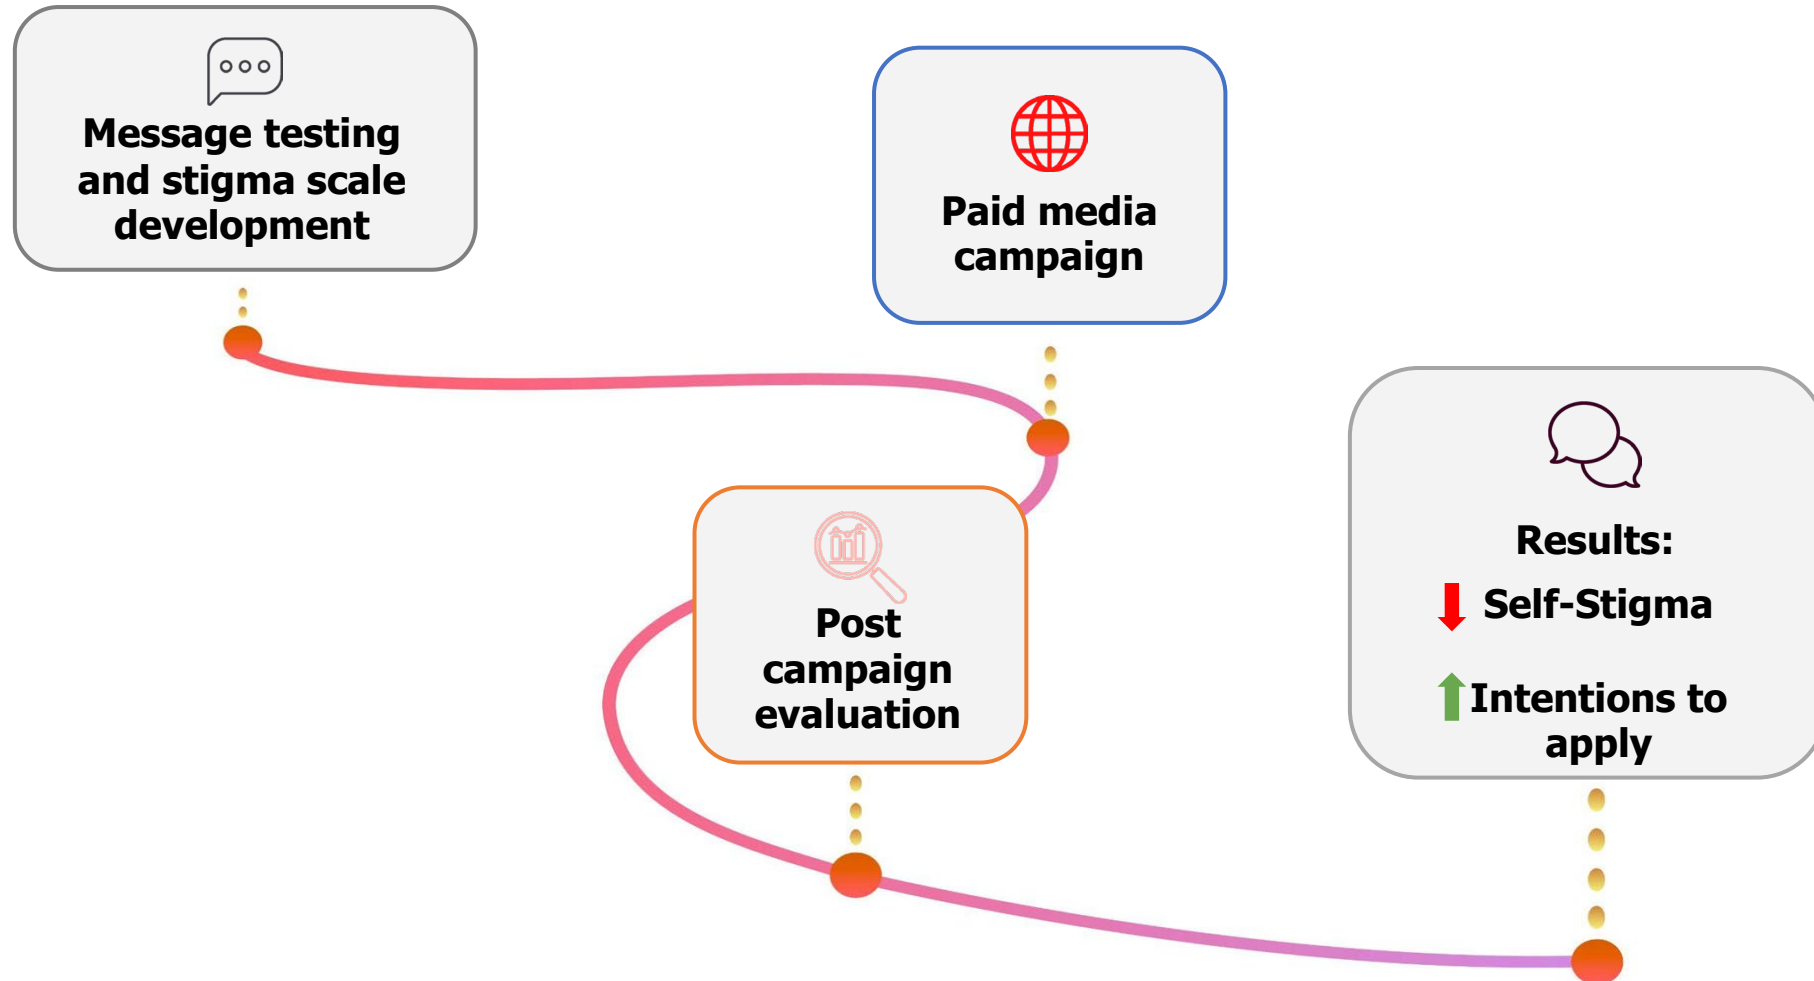 Message testing
and stigma scale
development
Paid media
campaign
Post
campaign
evaluation
Results:
Self-Stigma
Intentions to
apply